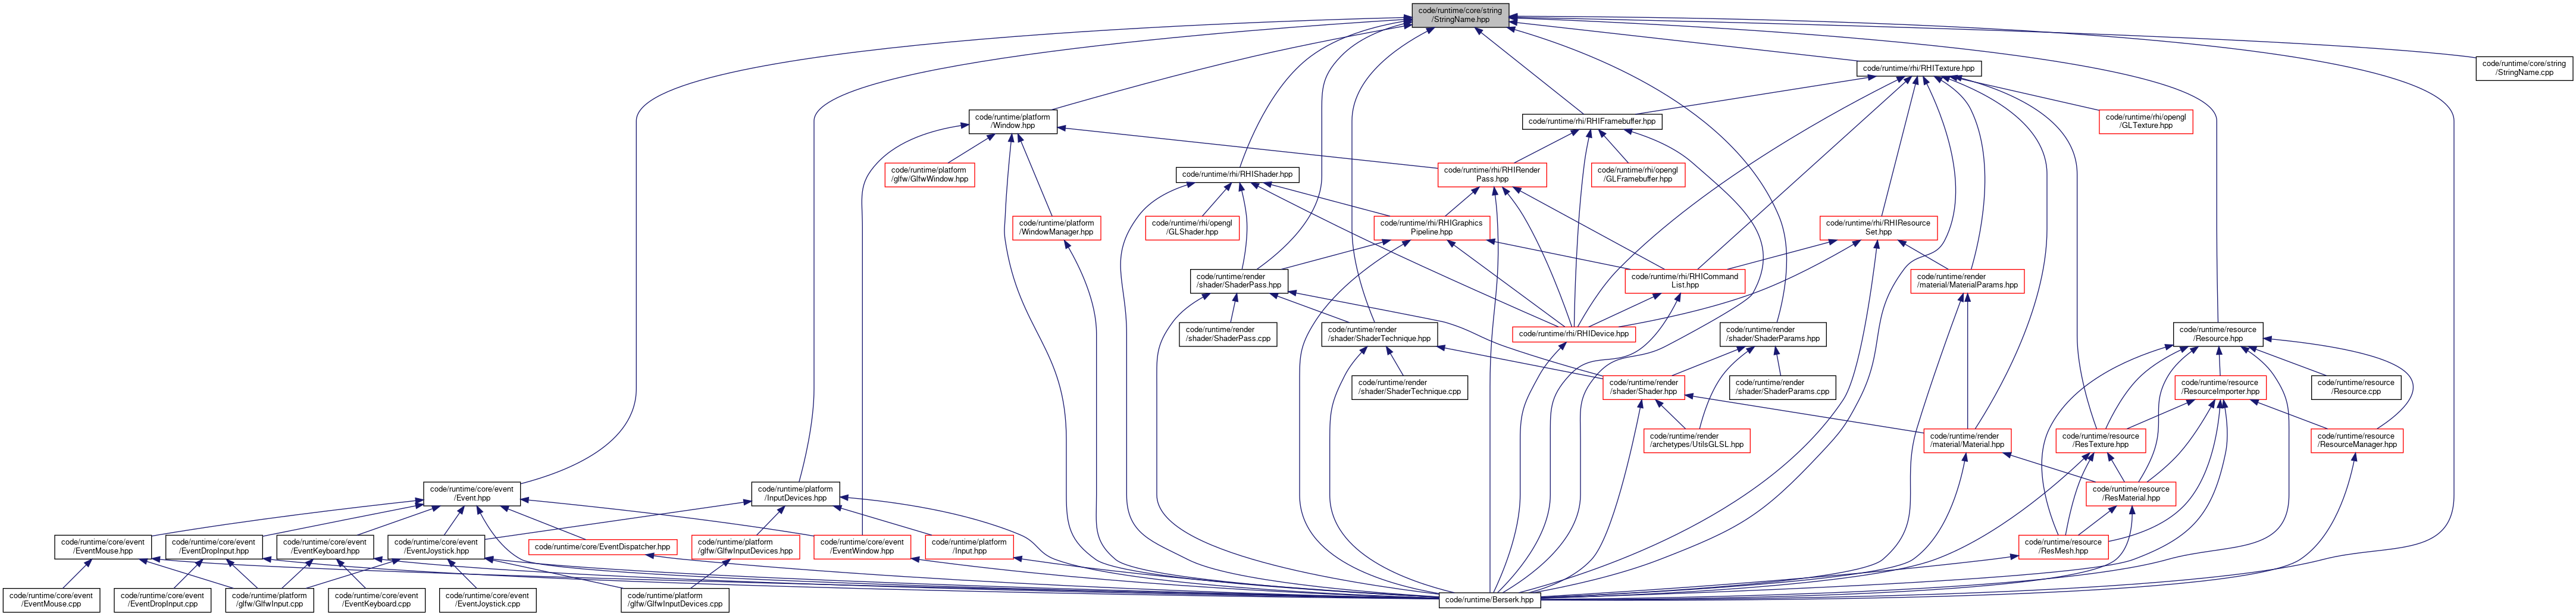 code/runtime/core/string
/StringName.hpp
code/runtime/core/string
/StringName.cpp
code/runtime/rhi/RHITexture.hpp
code/runtime/platform
/Window.hpp
code/runtime/rhi/RHIFramebuffer.hpp
code/runtime/rhi/opengl
/GLTexture.hpp
code/runtime/platform
/glfw/GlfwWindow.hpp
code/runtime/rhi/RHIShader.hpp
code/runtime/rhi/RHIRender
Pass.hpp
code/runtime/rhi/opengl
/GLFramebuffer.hpp
code/runtime/platform
/WindowManager.hpp
code/runtime/rhi/opengl
/GLShader.hpp
code/runtime/rhi/RHIGraphics
Pipeline.hpp
code/runtime/rhi/RHIResource
Set.hpp
code/runtime/render
/shader/ShaderPass.hpp
code/runtime/rhi/RHICommand
List.hpp
code/runtime/render
/material/MaterialParams.hpp
code/runtime/render
/shader/ShaderPass.cpp
code/runtime/render
/shader/ShaderTechnique.hpp
code/runtime/rhi/RHIDevice.hpp
code/runtime/render
/shader/ShaderParams.hpp
code/runtime/resource
/Resource.hpp
code/runtime/render
/shader/ShaderTechnique.cpp
code/runtime/render
/shader/Shader.hpp
code/runtime/render
/shader/ShaderParams.cpp
code/runtime/resource
/ResourceImporter.hpp
code/runtime/resource
/Resource.cpp
code/runtime/render
/archetypes/UtilsGLSL.hpp
code/runtime/render
/material/Material.hpp
code/runtime/resource
/ResTexture.hpp
code/runtime/resource
/ResourceManager.hpp
code/runtime/core/event
/Event.hpp
code/runtime/platform
/InputDevices.hpp
code/runtime/resource
/ResMaterial.hpp
code/runtime/core/event
/EventMouse.hpp
code/runtime/core/event
/EventDropInput.hpp
code/runtime/core/event
/EventKeyboard.hpp
code/runtime/core/event
/EventJoystick.hpp
code/runtime/core/EventDispatcher.hpp
code/runtime/platform
/glfw/GlfwInputDevices.hpp
code/runtime/core/event
/EventWindow.hpp
code/runtime/platform
/Input.hpp
code/runtime/resource
/ResMesh.hpp
code/runtime/core/event
/EventMouse.cpp
code/runtime/core/event
/EventDropInput.cpp
code/runtime/platform
/glfw/GlfwInput.cpp
code/runtime/core/event
/EventKeyboard.cpp
code/runtime/core/event
/EventJoystick.cpp
code/runtime/platform
/glfw/GlfwInputDevices.cpp
code/runtime/Berserk.hpp